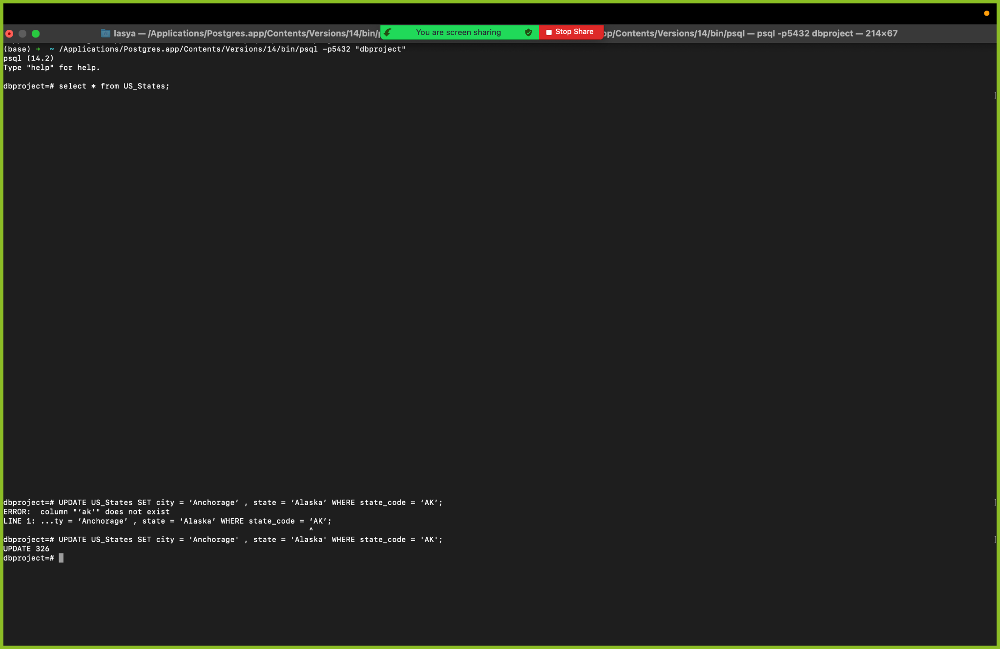 lasya — /Applications/Postgres.app/Contents/Versions/14/bin/
You are screen sharing
Stop Share
pp/Contents/Versions/14/bin/psql — psql -p5432 dbproject — 214×67
(base) ➜ ~ /Applications/Postgres.app/Contents/Versions/14/bin/psql -p5432 "dbproject"
psql (14.2)
Type "help" for help.
dbproject=# select * from US_States;
]
dbproject=# UPDATE US_States SET city = ‘Anchorage’ , state = ‘Alaska’ WHERE state_code = ‘AK’; ]
ERROR:  column "‘ak’" does not exist
LINE 1: ...ty = ‘Anchorage’ , state = ‘Alaska’ WHERE state_code = ‘AK’;
^
dbproject=# UPDATE US_States SET city = 'Anchorage' , state = 'Alaska' WHERE state_code = 'AK'; ]
UPDATE 326
dbproject=#